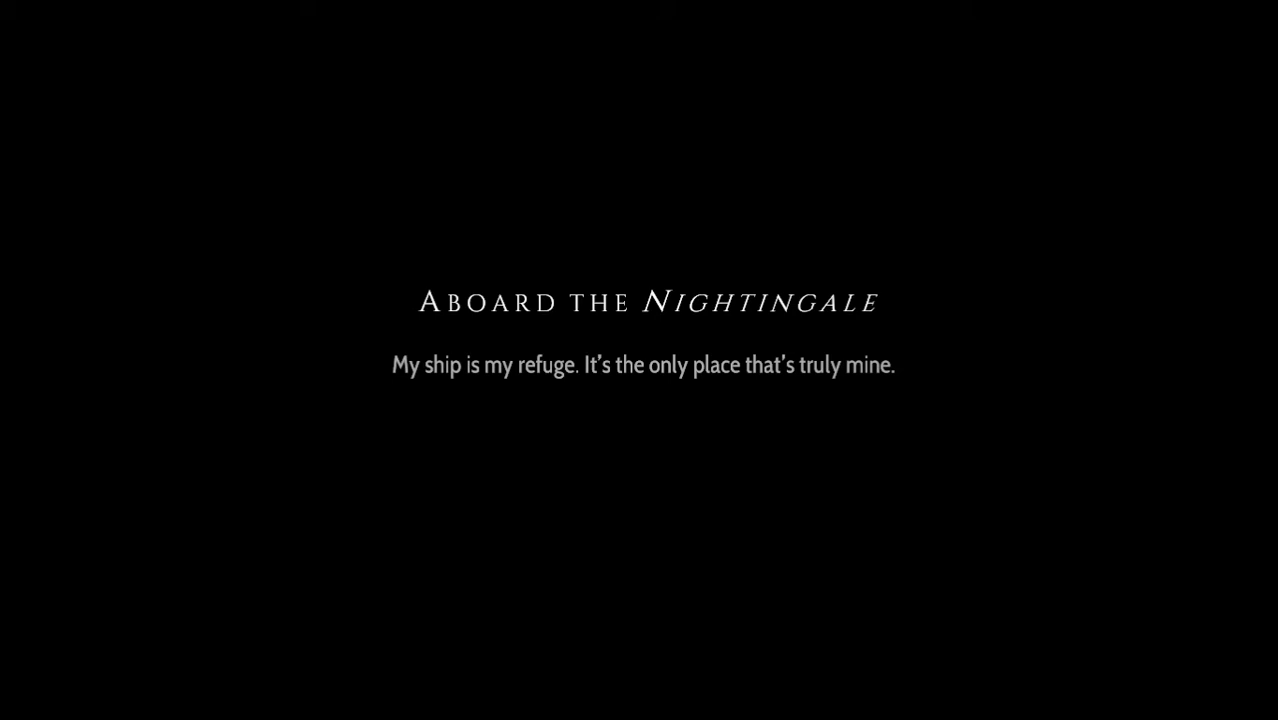 Aboard the Nightingale
My ship is my refuge. It's the only place that's truly mine.